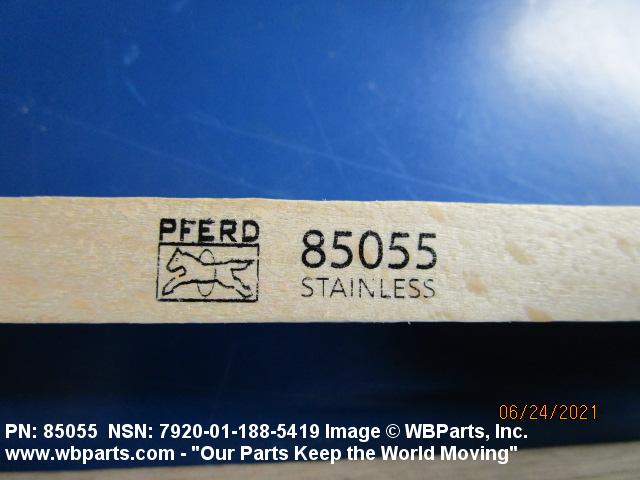 PFERD
85055
STAINLESS
06/24/2021
PN: 85055 NSN: 7920-01-188-5419 Image © WBParts, Inc.
www.wbparts.com - "Our Parts Keep the World Moving"